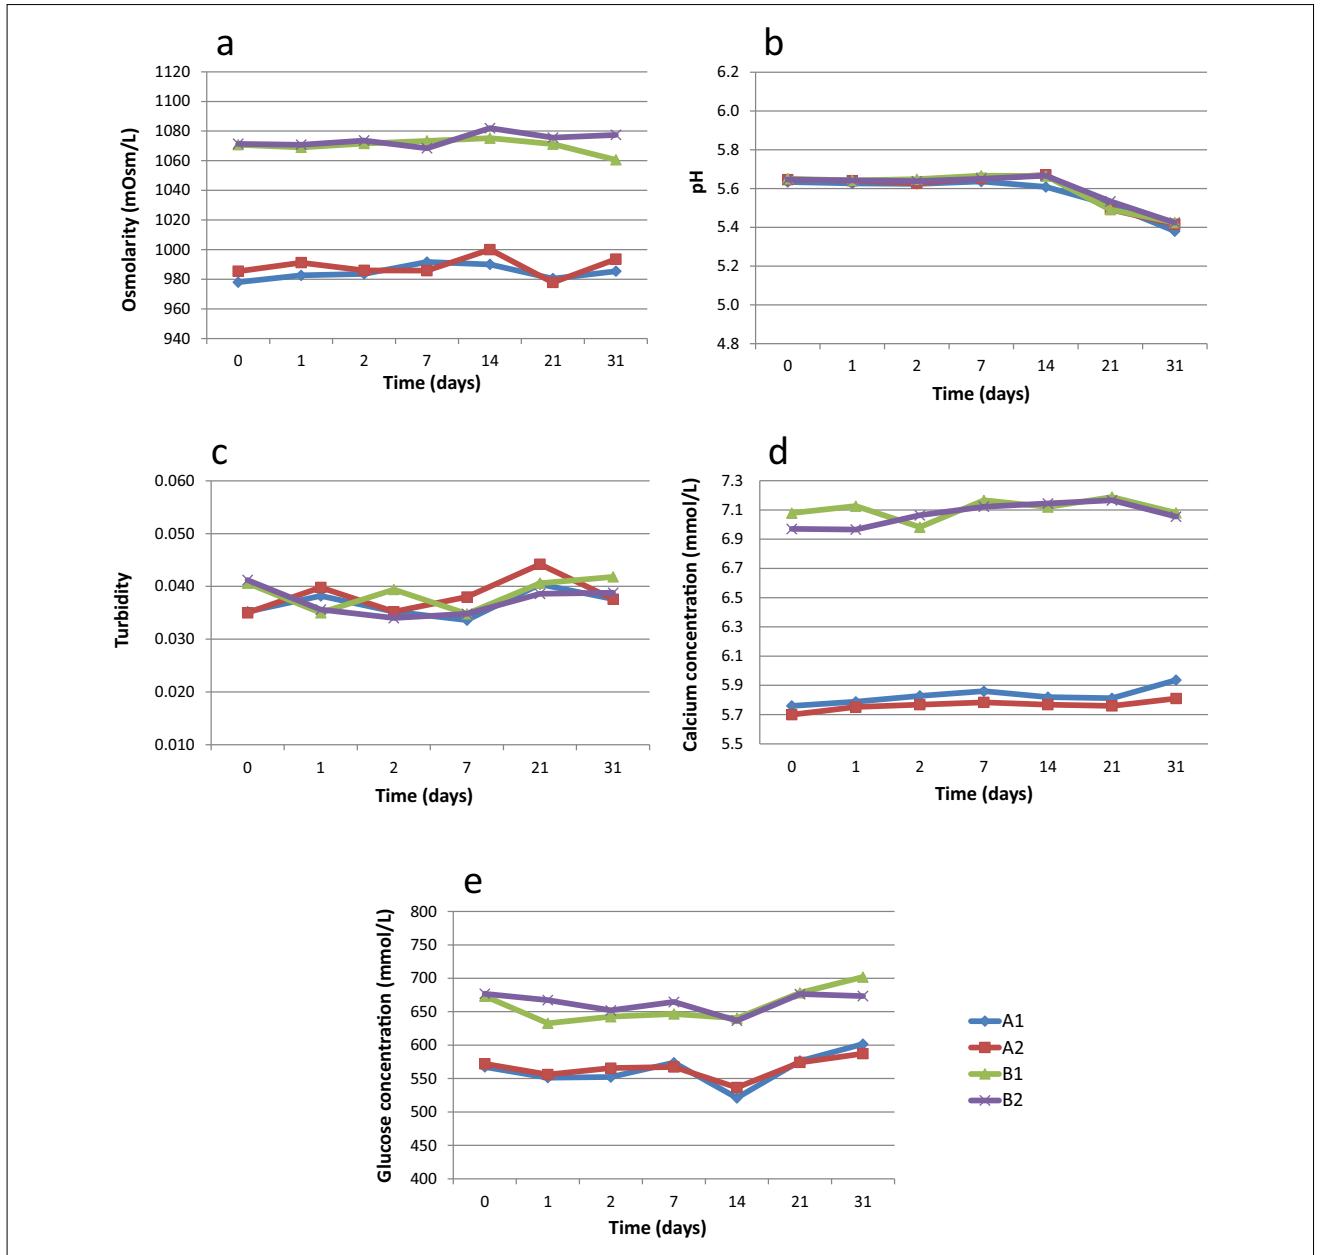 a
Osmolarity (mOsm/L)
1120
1100
1080
1060
1040
1020
1000
980
960
940
0 1 2 7 14 21 31
Time (days)
b
pH
6.2
6.0
5.8
5.6
5.4
5.2
5.0
4.8
0 1 2 7 14 21 31
Time (days)
c
Turbidity
0.060
0.050
0.040
0.030
0.020
0.010
0 1 2 7 21 31
Time (days)
d
Calcium concentration (mmol/L)
7.3
7.1
6.9
6.7
6.5
6.3
6.1
5.9
5.7
5.5
0 1 2 7 14 21 31
Time (days)
e
Glucose concentration (mmol/L)
800
750
700
650
600
550
500
450
400
0 1 2 7 14 21 31
Time (days)
A1
A2
B1
B2